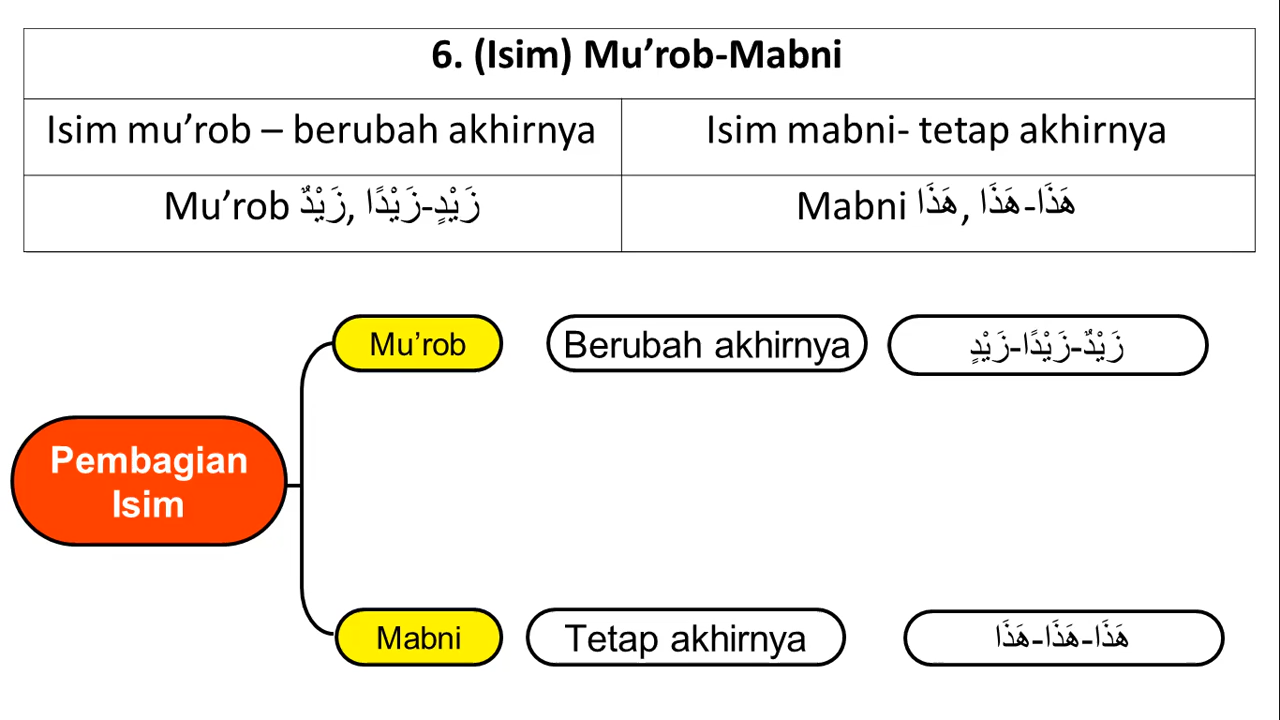 6. (Isim) Mu’rob-Mabni
Isim mu’rob – berubah akhirnya
Isim mabni- tetap akhirnya
Mu’rob زَيْدٌ, زَيْدًا-زَيْدٍ
Mabni هَذَا, هَذَا-هَذَا
Mu’rob
Berubah akhirnya
زَيْدٌ-زَيْدًا-زَيْدٍ
Pembagian
Isim
Mabni
Tetap akhirnya
هَذَا-هَذَا-هَذَا